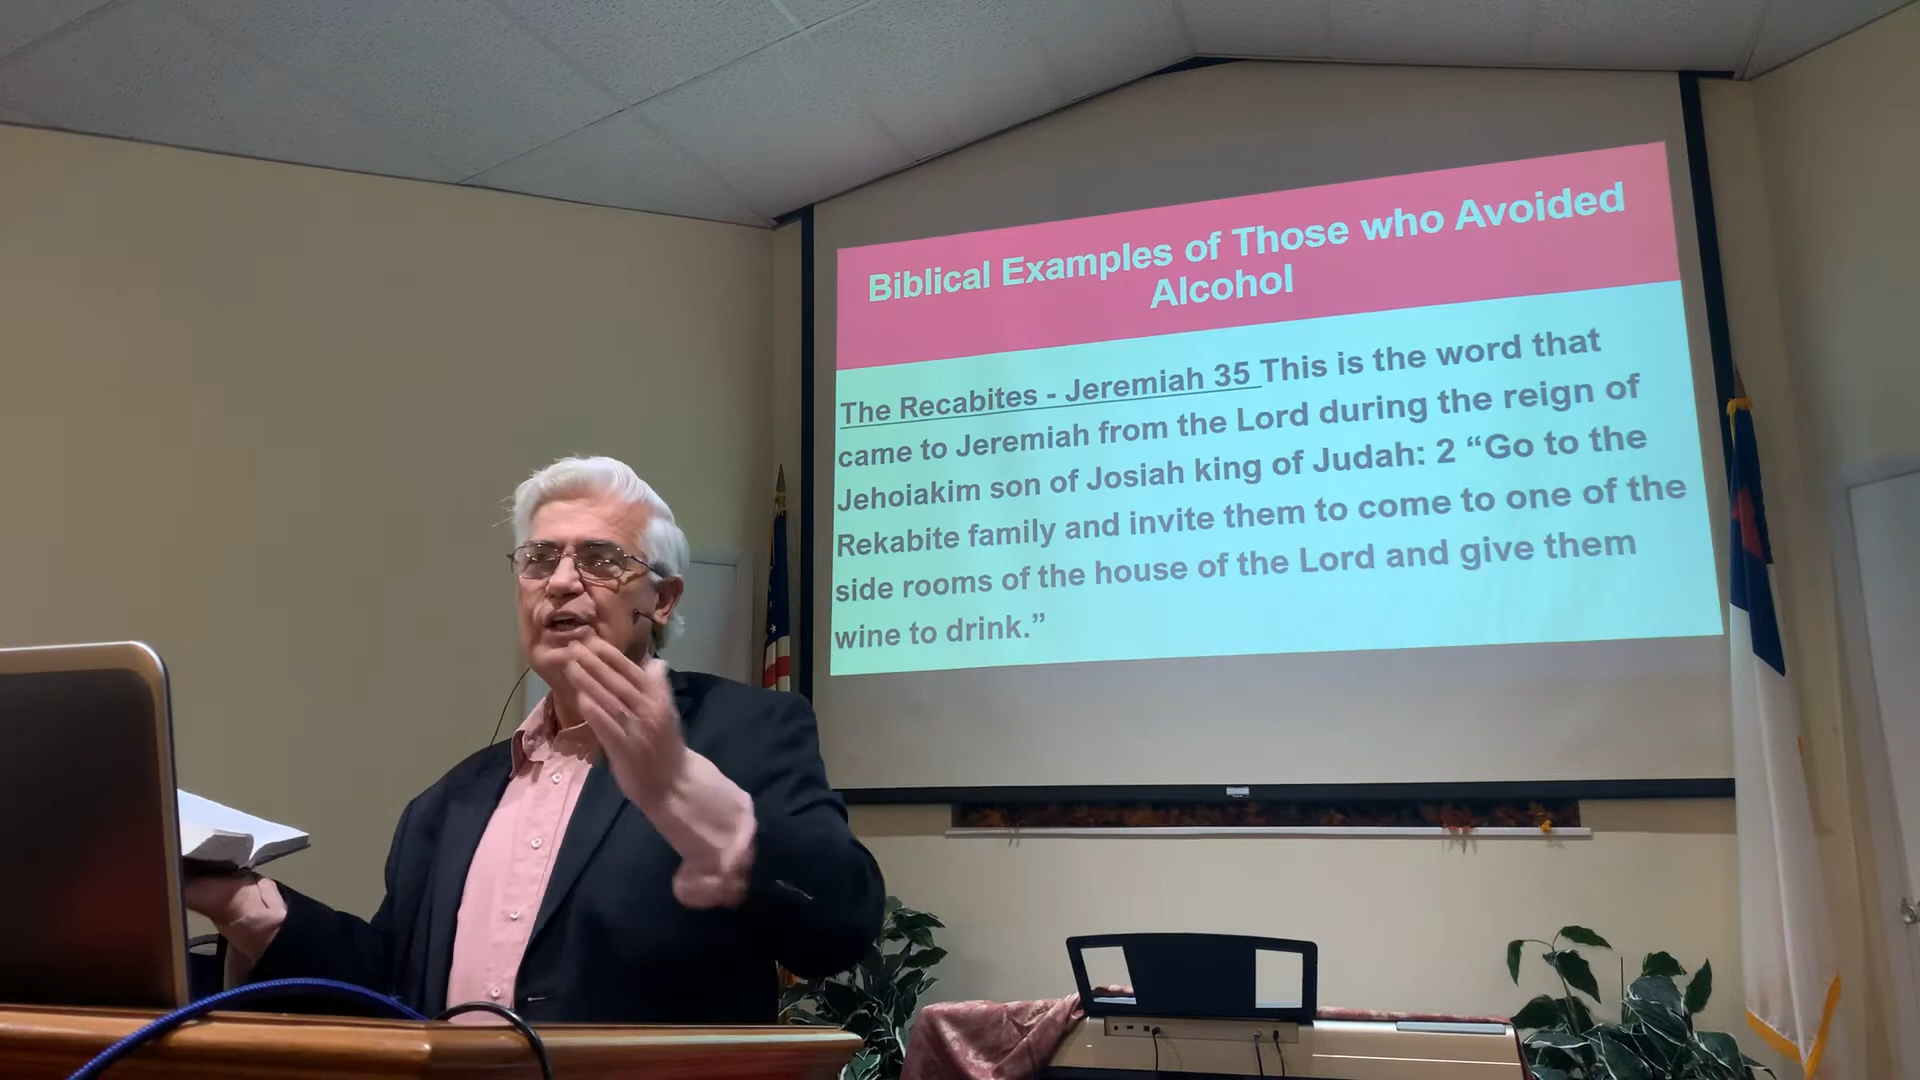 Biblical Examples of Those who Avoided
Alcohol
The Recabites - Jeremiah 35 This is the word that
came to Jeremiah from the Lord during the reign of
Jehoiakim son of Josiah king of Judah: 2 “Go to the
Rekabite family and invite them to come to one of the
side rooms of the house of the Lord and give them
wine to drink.”